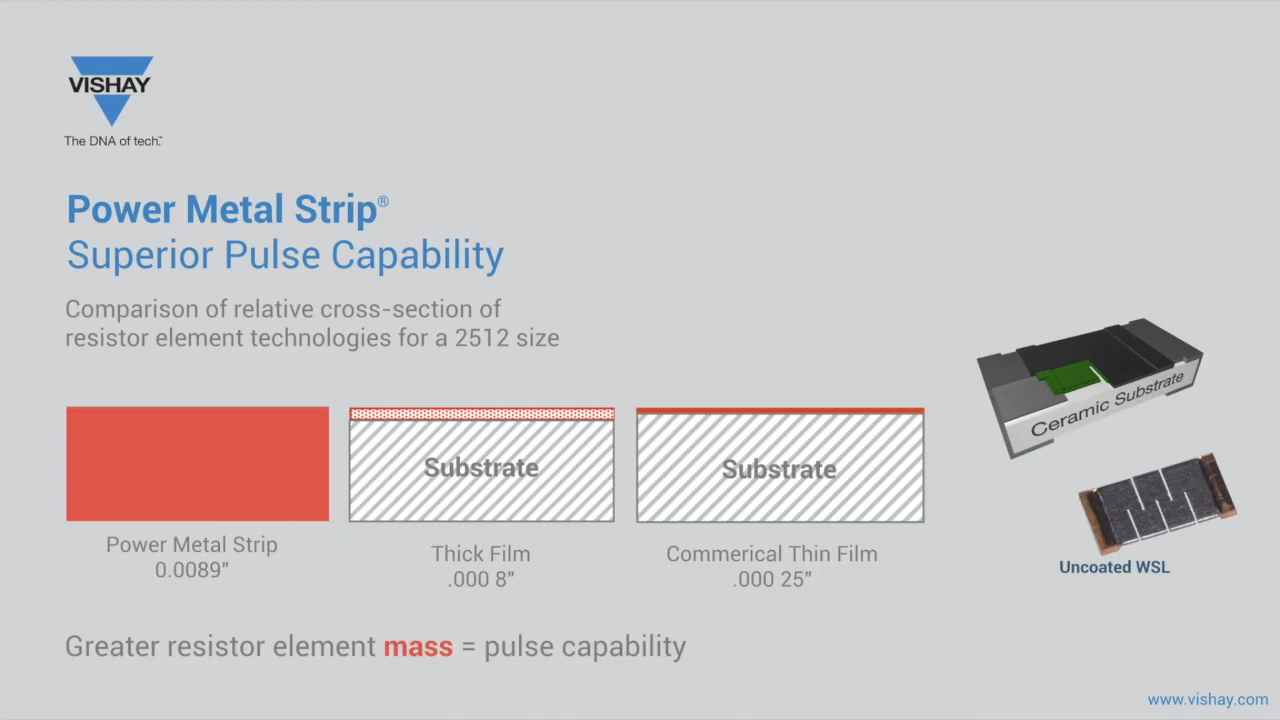 VISHAY
The DNA of tech.™
Power Metal Strip®
Superior Pulse Capability
Comparison of relative cross-section of
resistor element technologies for a 2512 size
Substrate
Substrate
Ceramic Substrate
Power Metal Strip
0.0089"
Thick Film
.000 8"
Commerical Thin Film
.000 25"
Uncoated WSL
Greater resistor element mass = pulse capability
www.vishay.com